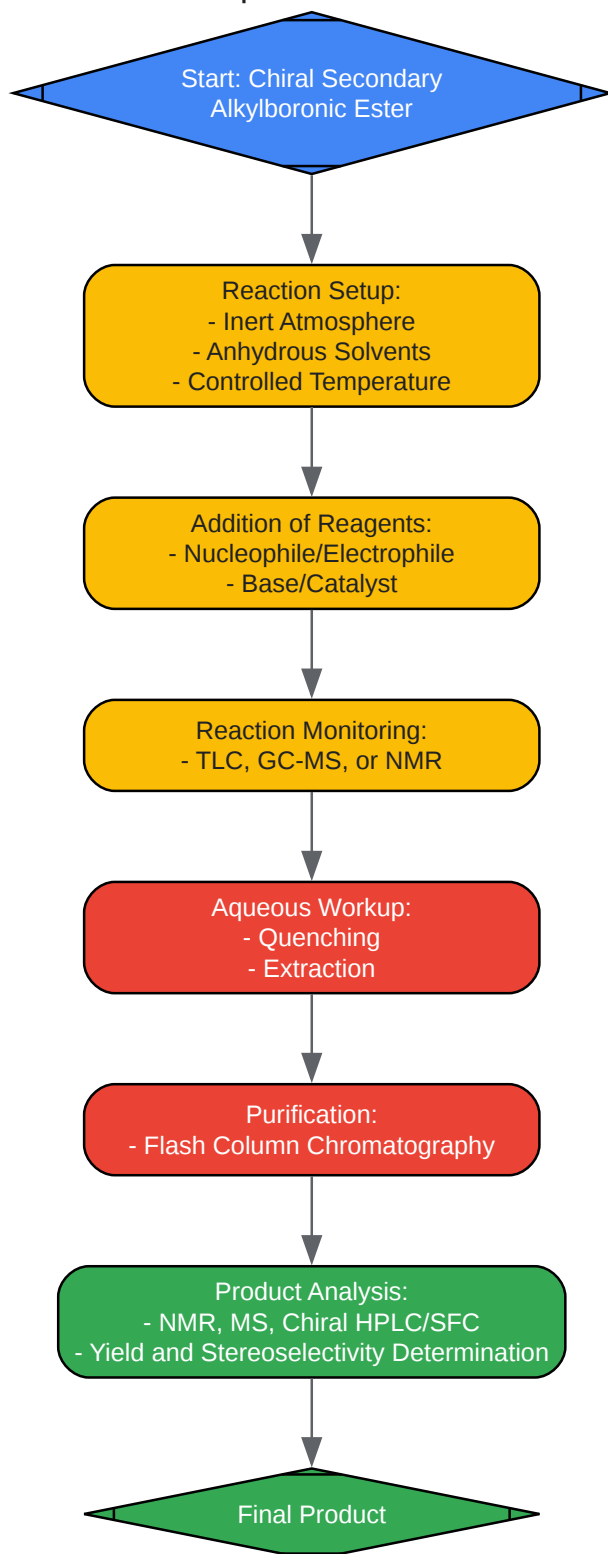 Start: Chiral Secondary
Alkylboronic Ester
Reaction Setup:
- Inert Atmosphere
- Anhydrous Solvents
- Controlled Temperature
Addition of Reagents:
- Nucleophile/Electrophile
- Base/Catalyst
Reaction Monitoring:
- TLC, GC-MS, or NMR
Aqueous Workup:
- Quenching
- Extraction
Purification:
- Flash Column Chromatography
Product Analysis:
- NMR, MS, Chiral HPLC/SFC
- Yield and Stereoselectivity Determination
Final Product